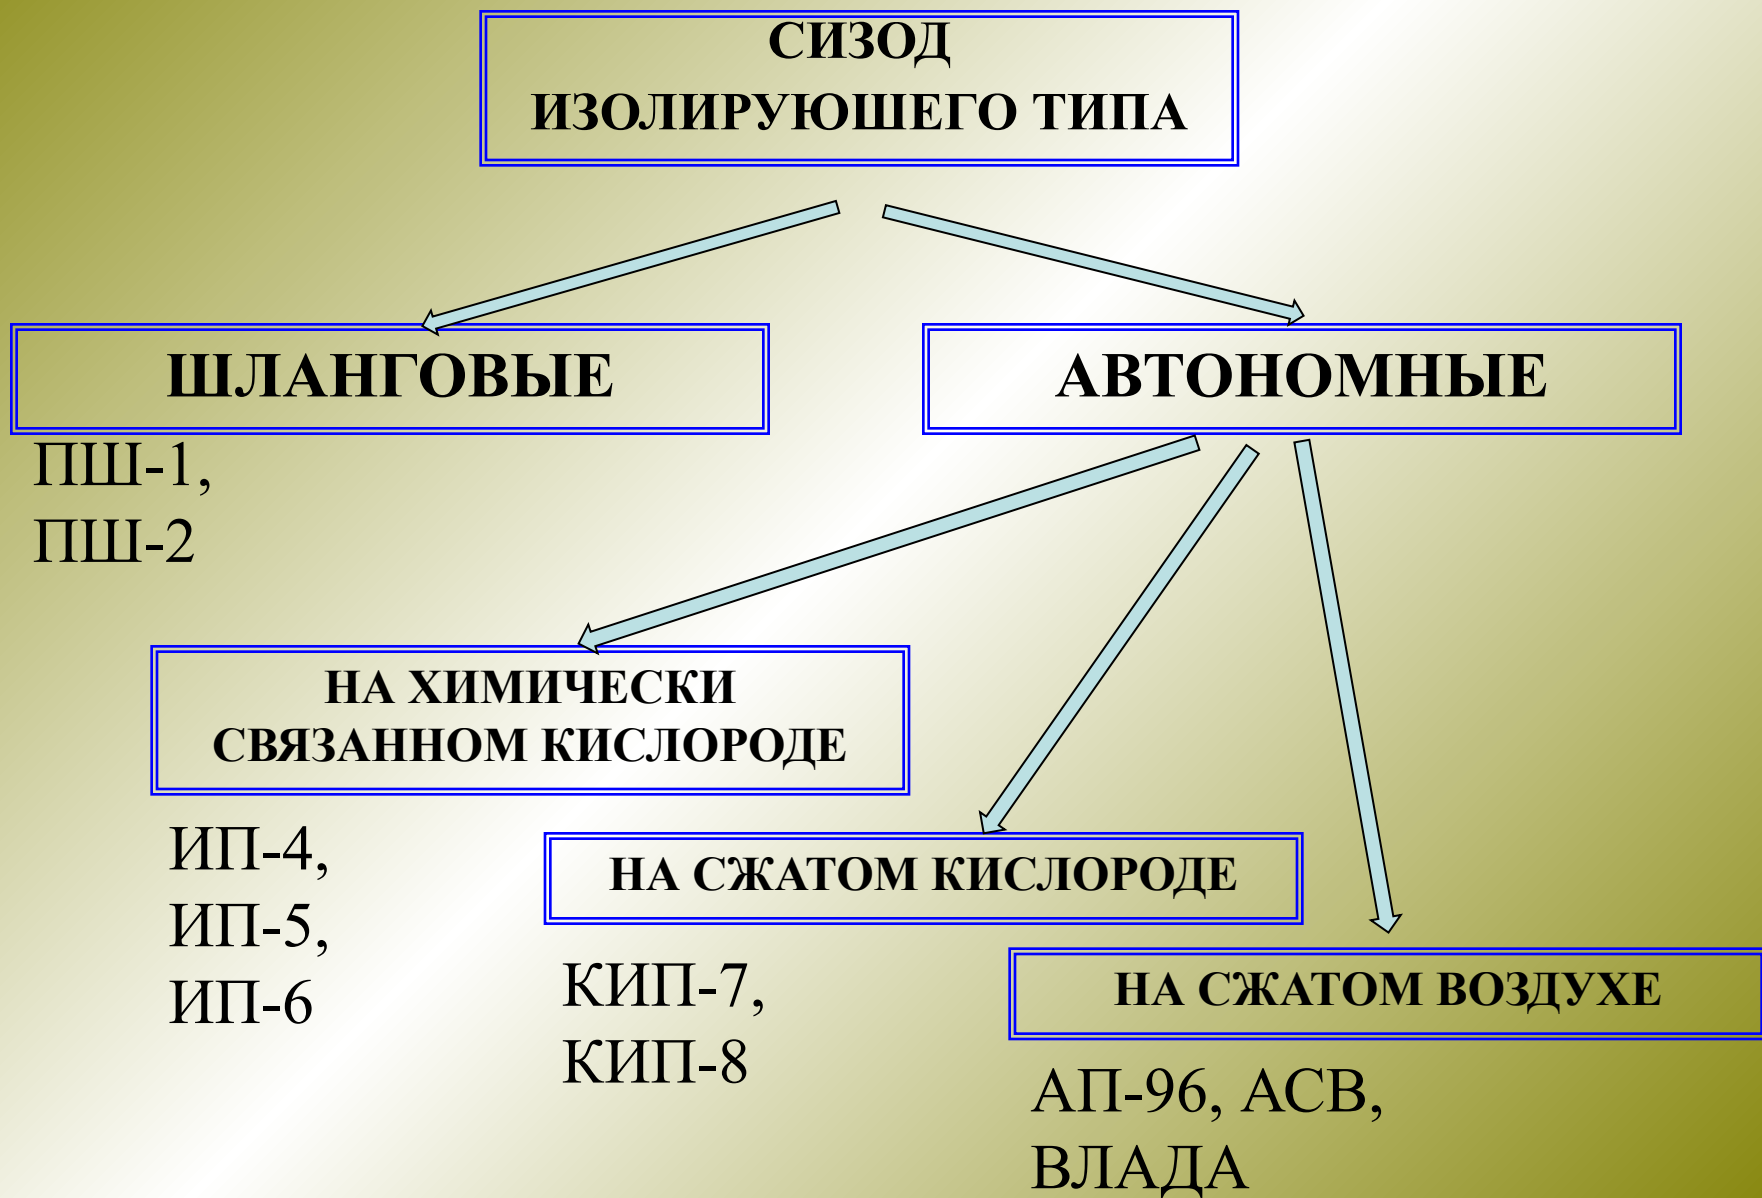 СИЗОД
ИЗОЛИРУЮШЕГО ТИПА
ШЛАНГОВЫЕ
ПШ-1,
ПШ-2
АВТОНОМНЫЕ
НА ХИМИЧЕСКИ
СВЯЗАННОМ КИСЛОРОДЕ
ИП-4,
ИП-5,
ИП-6
НА СЖАТОМ КИСЛОРОДЕ
КИП-7,
КИП-8
НА СЖАТОМ ВОЗДУХЕ
АП-96, АСВ,
ВЛАДА